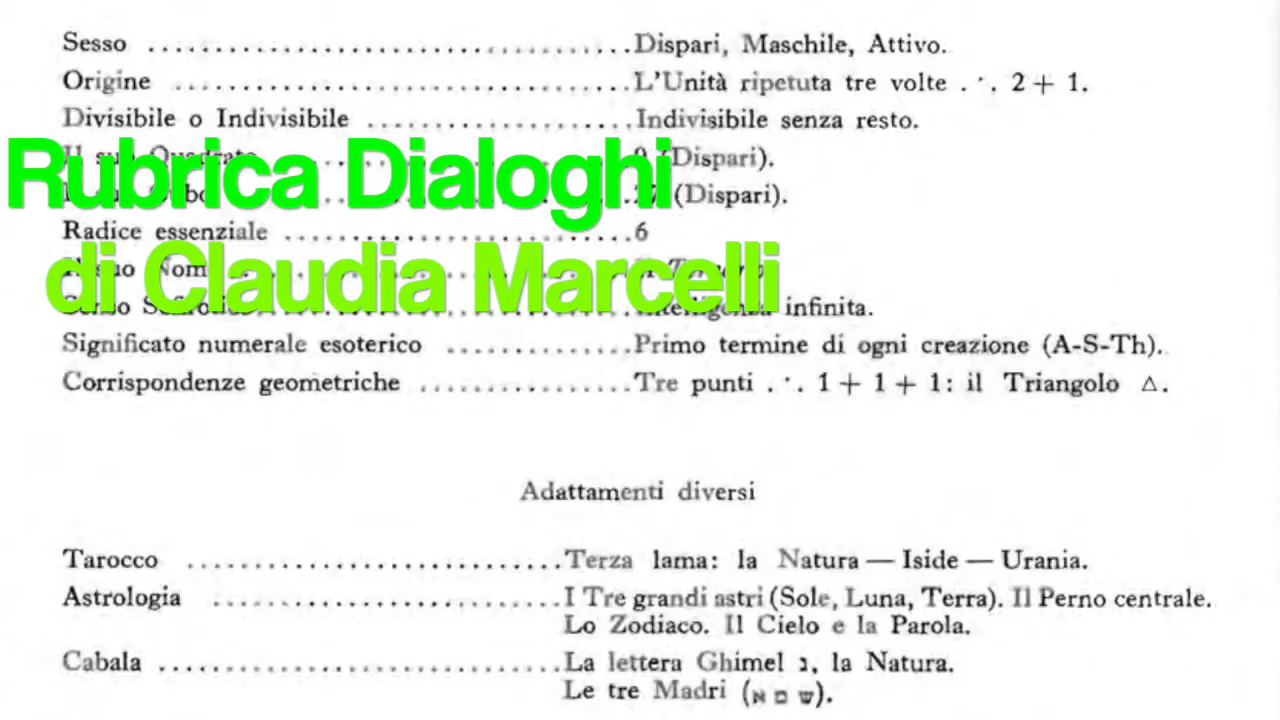 Sesso ................................Dispari, Maschile, Attivo.
Origine ..............................L'Unità ripetuta tre volte . · . 2 + 1.
Divisibile o Indivisibile ..................Indivisibile senza resto.
(Dispari).
Rubrica Dialoghi
(Dispari).
Radice essenziale .........................6
di Claudia Marcelli
infinita.
Significato numerale esoterico .............Primo termine di ogni creazione (A-S-Th).
Corrispondenze geometriche ...............Tre punti . · . 1 + 1 + 1: il Triangolo △.
Adattamenti diversi
Tarocco .........................Terza lama: la Natura — Iside — Urania.
Astrologia .......................I Tre grandi astri (Sole, Luna, Terra). Il Perno centrale.
Lo Zodiaco. Il Cielo e la Parola.
Cabala ...........................La lettera Ghimel נ, la Natura.
Le tre Madri (א מ ש).